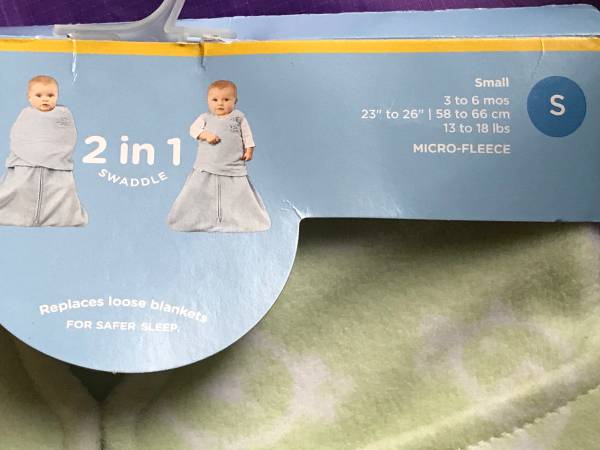 Small
3 to 6 mos
23" to 26" | 58 to 66 cm
13 to 18 lbs
MICRO-FLEECE
S
2 in 1
SWADDLE
Replaces loose blankets
FOR SAFER SLEEP.